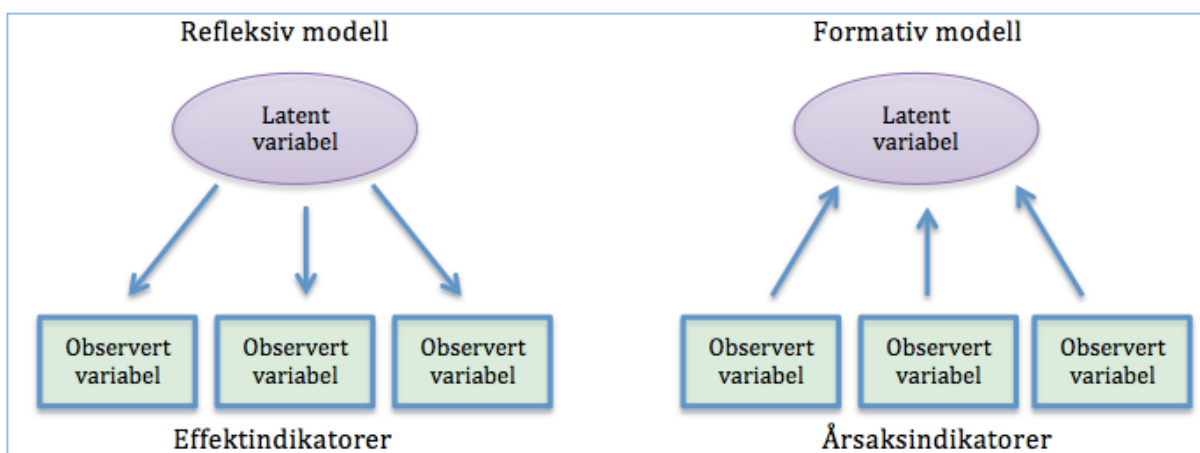 Refleksiv modell
Latent
variabel
Observert
variabel
Observert
variabel
Observert
variabel
Effektindikatorer
Formativ modell
Latent
variabel
Observert
variabel
Observert
variabel
Observert
variabel
Årsaksindikatorer